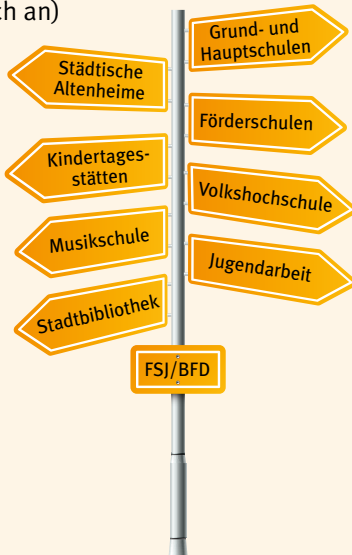 ch an)
Grund- und
Hauptschulen
Städtische
Altenheime
Förderschulen
Kindertages-
stätten
Volkshochschule
Musikschule
Jugendarbeit
Stadtbibliothek
FSJ/BFD